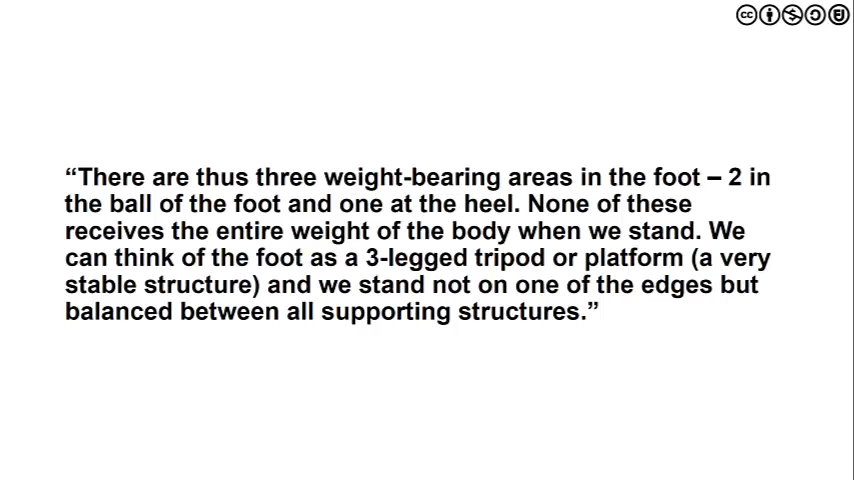 “There are thus three weight-bearing areas in the foot – 2 in
the ball of the foot and one at the heel. None of these
receives the entire weight of the body when we stand. We
can think of the foot as a 3-legged tripod or platform (a very
stable structure) and we stand not on one of the edges but
balanced between all supporting structures.”